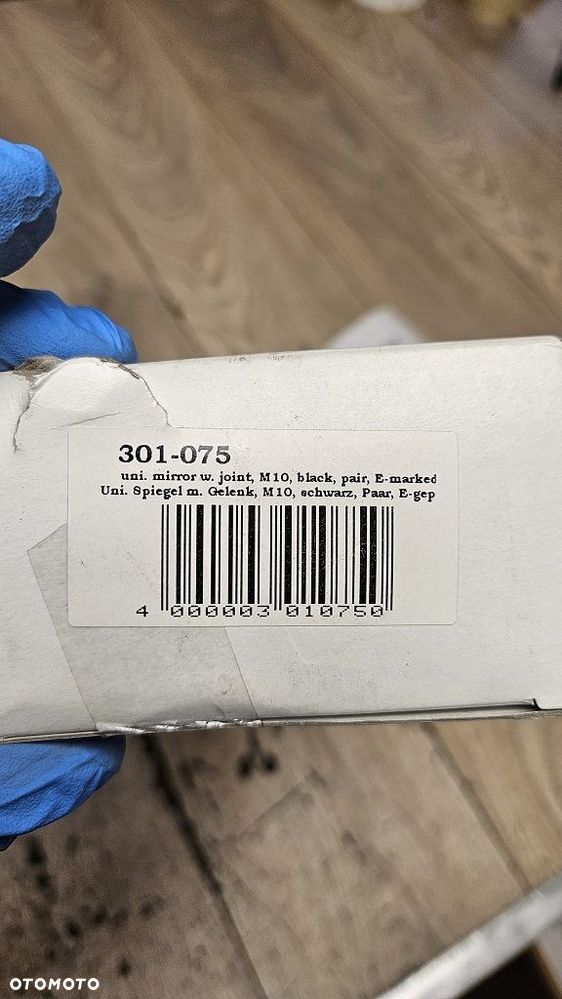 301-075
uni. mirror w. joint, M10, black, pair, E-marked
Uni. Spiegel m. Gelenk, M10, schwarz, Paar, E-gep
4 000003 010750
OTOMOTO